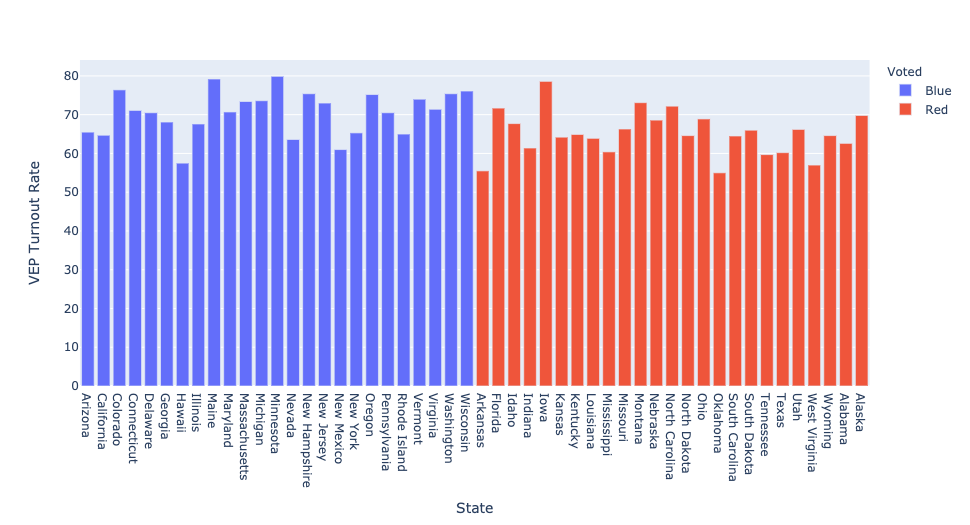 Voted
Blue
Red
VEP Turnout Rate
80
70
60
50
40
30
20
10
0
Arizona
California
Colorado
Connecticut
Delaware
Georgia
Hawaii
Illinois
Maine
Maryland
Massachusetts
Michigan
Minnesota
Nevada
New Hampshire
New Jersey
New Mexico
New York
Oregon
Pennsylvania
Rhode Island
Vermont
Virginia
Washington
Wisconsin
Arkansas
Florida
Idaho
Indiana
Iowa
Kansas
Kentucky
Louisiana
Mississippi
Missouri
Montana
Nebraska
North Carolina
North Dakota
Ohio
Oklahoma
South Carolina
South Dakota
Tennessee
Texas
Utah
West Virginia
Wyoming
Alabama
Alaska
State